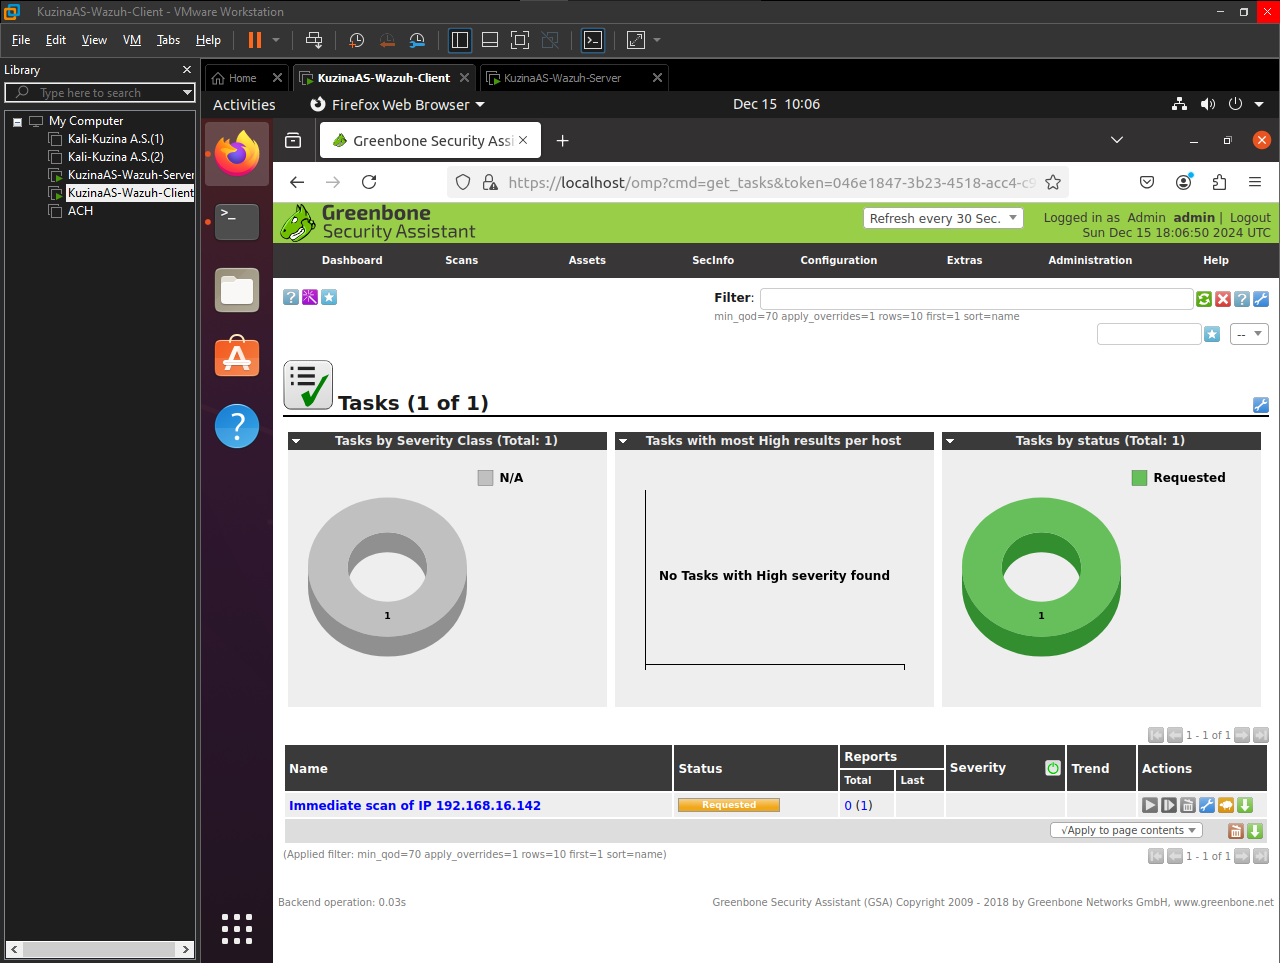 KuzinaAS-Wazuh-Client - VMware Workstation
File Edit View VM Tabs Help
Library
Type here to search
My Computer
Kali-Kuzina A.S.(1)
Kali-Kuzina A.S.(2)
KuzinaAS-Wazuh-Server
KuzinaAS-Wazuh-Client
ACH
Home
KuzinaAS-Wazuh-Client
KuzinaAS-Wazuh-Server
Activities
Firefox Web Browser
Dec 15 10:06
Greenbone Security Assi
https://localhost/omp?cmd=get_tasks&token=046e1847-3b23-4518-acc4-c9
Greenbone
Security Assistant
Refresh every 30 Sec.
Logged in as Admin admin | Logout
Sun Dec 15 18:06:50 2024 UTC
Dashboard Scans Assets SecInfo Configuration Extras Administration Help
Filter:
min_qod=70 apply_overrides=1 rows=10 first=1 sort=name
--
Tasks (1 of 1)
Tasks by Severity Class (Total: 1)
N/A
1
Tasks with most High results per host
No Tasks with High severity found
Tasks by status (Total: 1)
Requested
1
1 - 1 of 1
Name Status Reports Severity Trend Actions
Total Last
Immediate scan of IP 192.168.16.142 Requested 0 (1)
√Apply to page contents
(Applied filter: min_qod=70 apply_overrides=1 rows=10 first=1 sort=name)
1 - 1 of 1
Backend operation: 0.03s
Greenbone Security Assistant (GSA) Copyright 2009 - 2018 by Greenbone Networks GmbH, www.greenbone.net